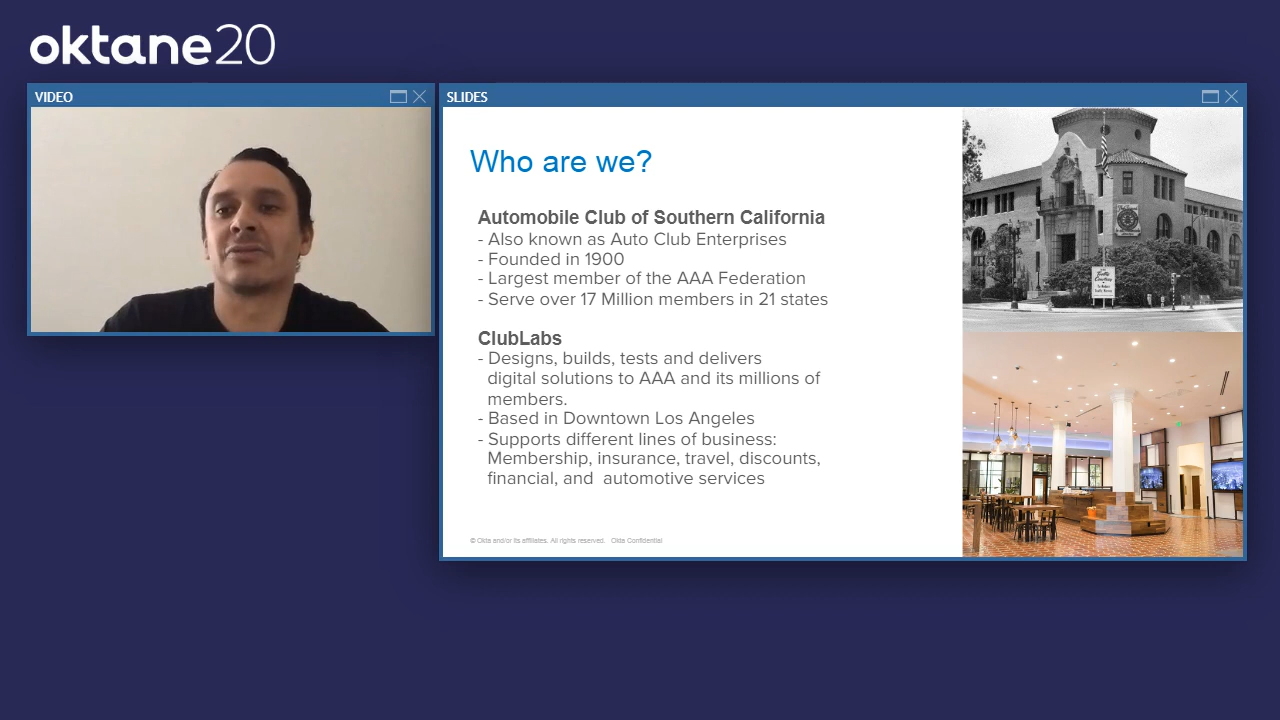 oktane20
VIDEO
SLIDES
Who are we?
Automobile Club of Southern California
- Also known as Auto Club Enterprises
- Founded in 1900
- Largest member of the AAA Federation
- Serve over 17 Million members in 21 states
ClubLabs
- Designs, builds, tests and delivers
digital solutions to AAA and its millions of
members.
- Based in Downtown Los Angeles
- Supports different lines of business:
Membership, insurance, travel, discounts,
financial, and automotive services
© Okta and/or its affiliates. All rights reserved. Okta Confidential